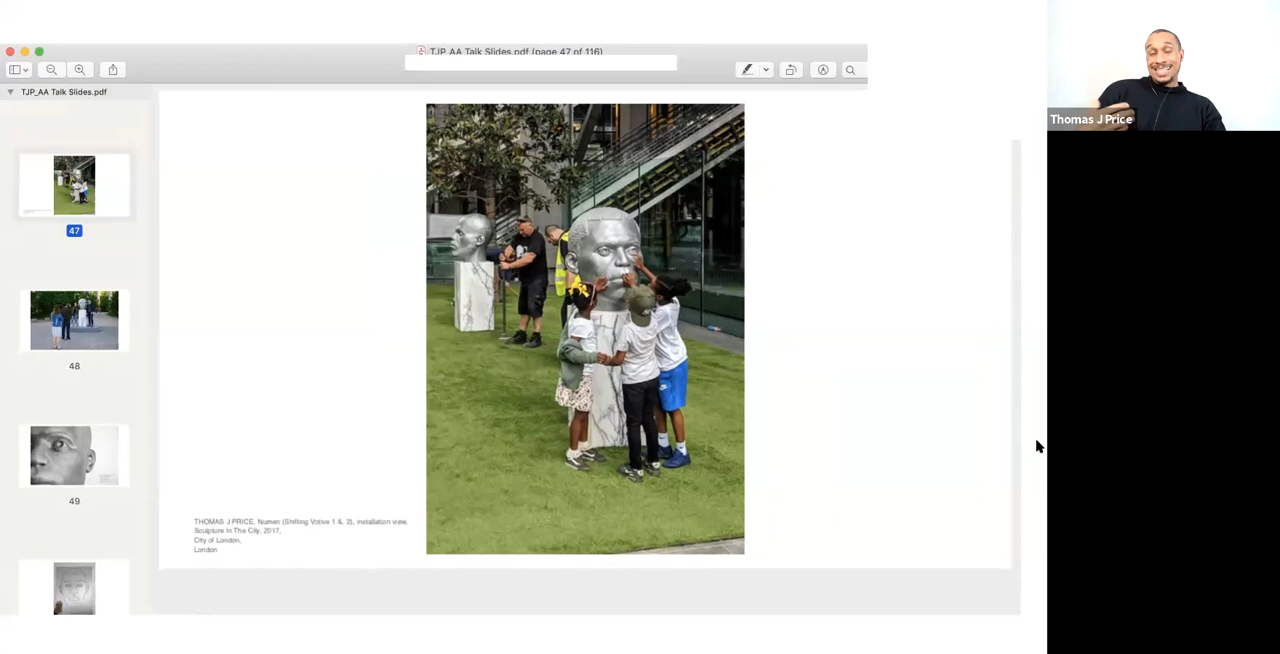 TJP_AA Talk Slides.pdf (page 47 of 116)
TJP_AA Talk Slides.pdf
Thomas J Price
47
48
49
THOMAS J PRICE, Numen (Shifting Votive 1 & 2), installation view,
Sculpture In The City, 2017,
City of London,
London